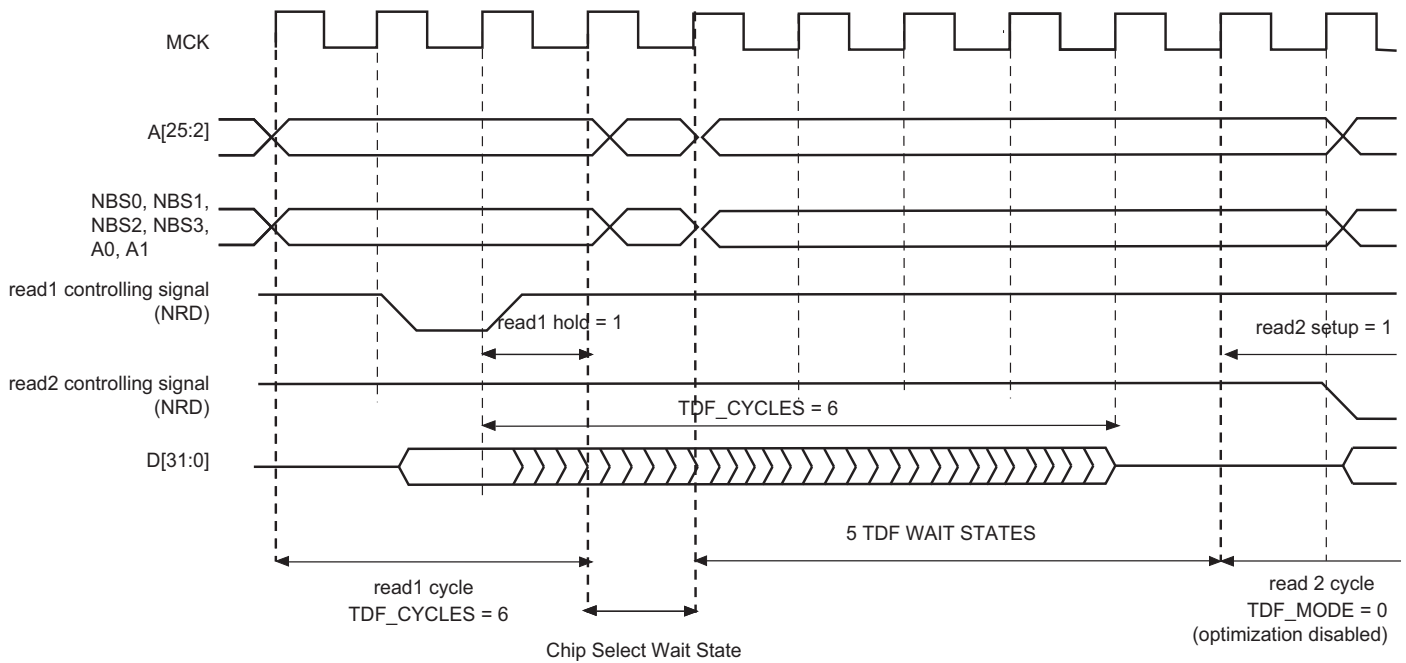 MCK
A[25:2]
NBS0, NBS1,
NBS2, NBS3,
A0, A1
read1 controlling signal
(NRD)
read1 hold = 1
read2 setup = 1
read2 controlling signal
(NRD)
TDF_CYCLES = 6
D[31:0]
5 TDF WAIT STATES
read1 cycle
TDF_CYCLES = 6
read 2 cycle
TDF_MODE = 0
(optimization disabled)
Chip Select Wait State